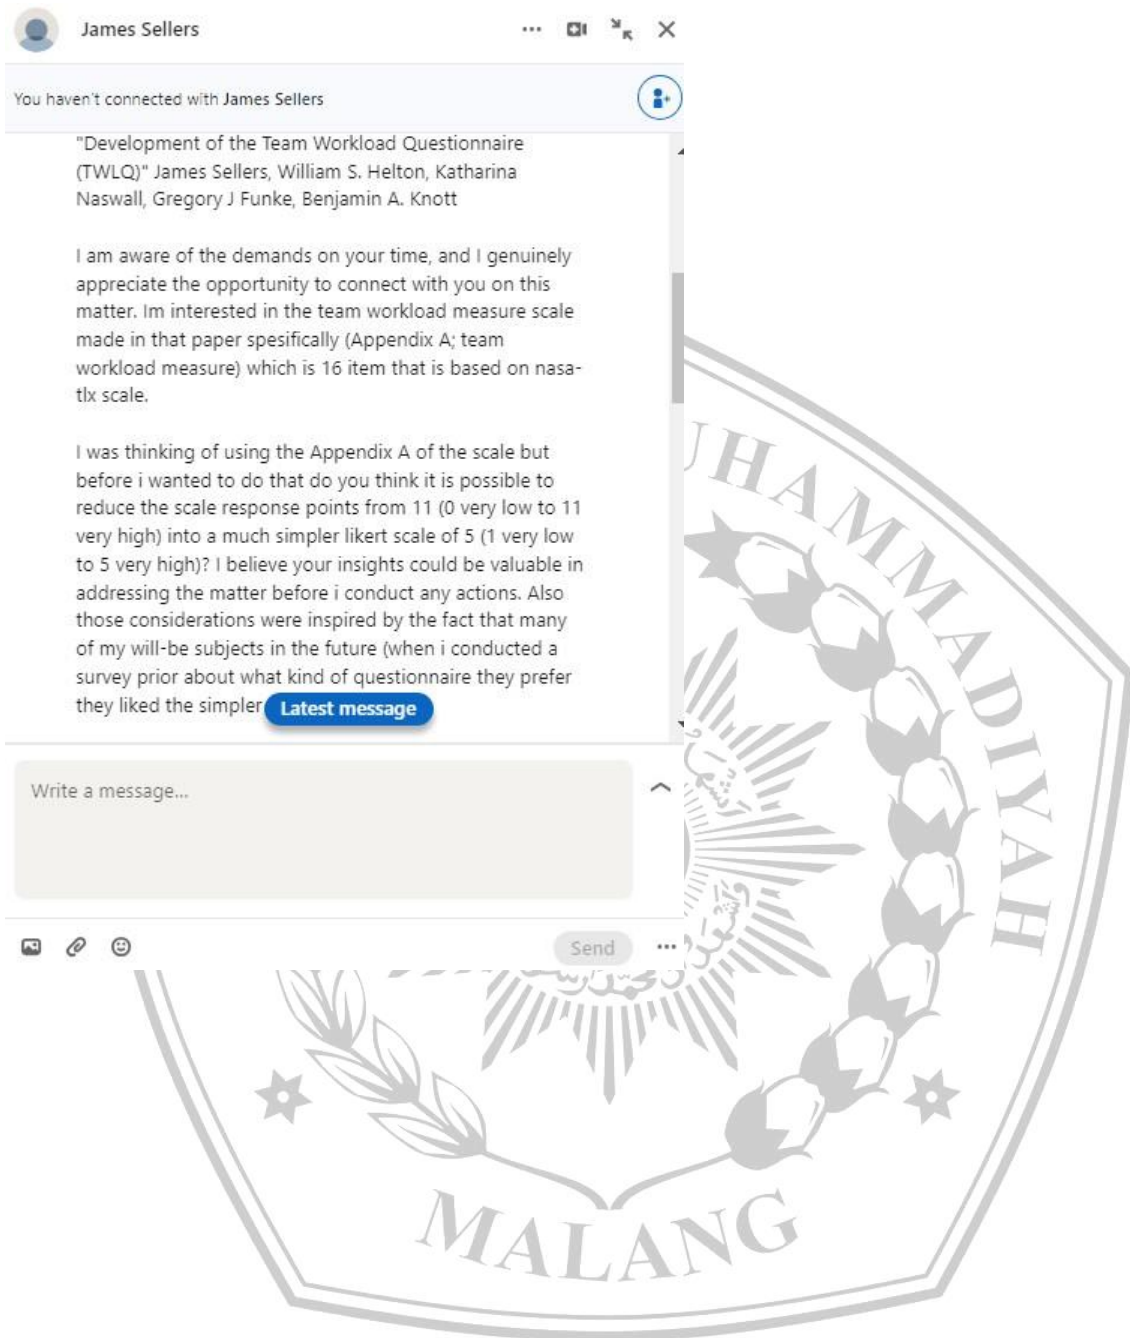 James Sellers
You haven't connected with James Sellers
"Development of the Team Workload Questionnaire
(TWLQ)" James Sellers, William S. Helton, Katharina
Naswall, Gregory J Funke, Benjamin A. Knott
I am aware of the demands on your time, and I genuinely
appreciate the opportunity to connect with you on this
matter. Im interested in the team workload measure scale
made in that paper spesifically (Appendix A; team
workload measure) which is 16 item that is based on nasa-
tlx scale.
I was thinking of using the Appendix A of the scale but
before i wanted to do that do you think it is possible to
reduce the scale response points from 11 (0 very low to 11
very high) into a much simpler likert scale of 5 (1 very low
to 5 very high)? I believe your insights could be valuable in
addressing the matter before i conduct any actions. Also
those considerations were inspired by the fact that many
of my will-be subjects in the future (when i conducted a
survey prior about what kind of questionnaire they prefer
they liked the simpler
Latest message
Write a message...
Send
UHAMMADIYAH
MALANG